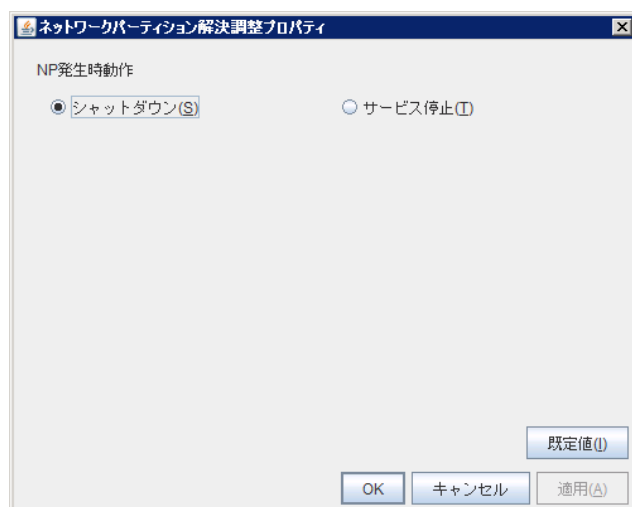 ネットワークパーティション解決調整プロパティ
NP発生時動作
シャットダウン(S) サービス停止(T)
既定値(I)
OK キャンセル 適用(A)